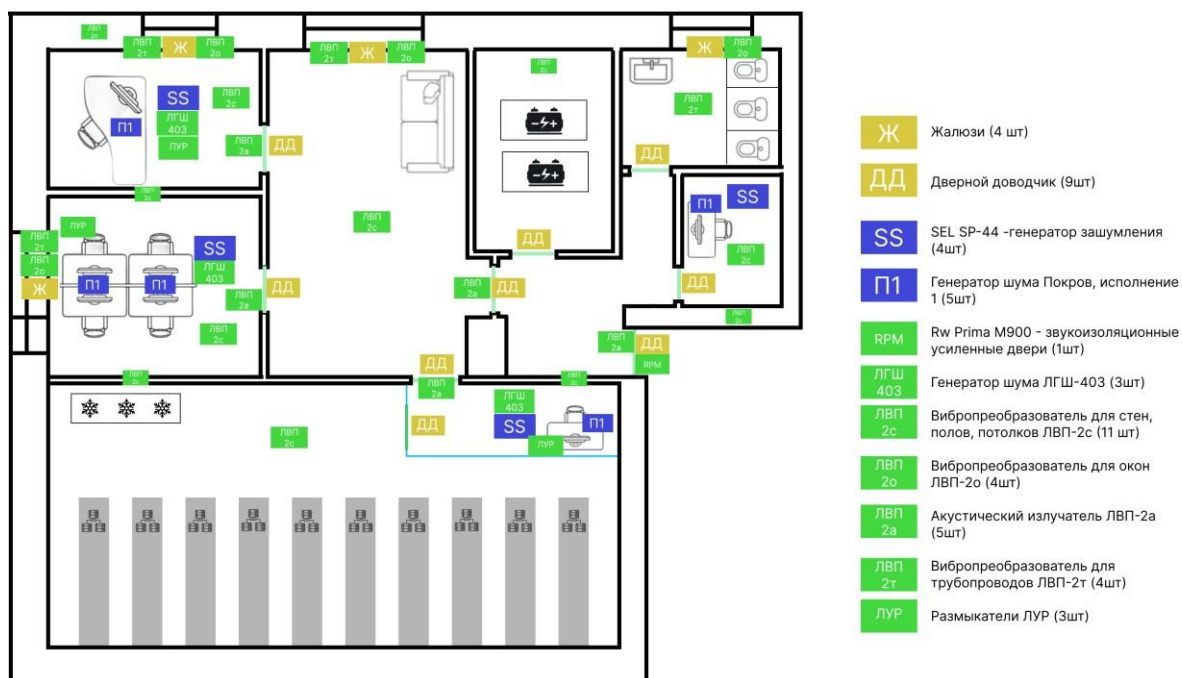 ЛВП
2с
ЛВП
2т
Ж
ЛВП
2о
ЛВП
2т
Ж
ЛВП
2о
Ж
ЛВП
2о
ЛВП
2с
SS
ЛВП
2с
ЛВП
2т
П1
ЛГШ
403
ЛУР
ЛВП
2а
ДД
ДД
ЛВП
2с
П1
SS
ЛУР
ЛВП
2с
ЛВП
2т
SS
ДД
ЛВП
2с
ЛВП
2о
ЛГШ
403
Ж
П1
П1
ЛВП
2а
ДД
ЛВП
2а
ДД
ДД
ЛВП
2с
ЛВП
2с
ЛВП
2а
ДД
RPM
ДД
ЛВП
2с
ЛВП
2а
ЛВП
2с
ЛГШ
403
SS
П1
ДД
ЛУР
ЛВП
2с
Ж
Жалюзи (4 шт)
ДД
Дверной доводчик (9шт)
SS
SEL SP-44 -генератор зашумления
(4шт)
П1
Генератор шума Покров, исполнение
1 (5шт)
RPM
Rw Prima M900 - звукоизоляционные
усиленные двери (1шт)
ЛГШ
403
Генератор шума ЛГШ-403 (3шт)
ЛВП
2с
Вибропреобразователь для стен,
полов, потолков ЛВП-2с (11 шт)
ЛВП
2о
Вибропреобразователь для окон
ЛВП-2о (4шт)
ЛВП
2а
Акустический излучатель ЛВП-2а
(5шт)
ЛВП
2т
Вибропреобразователь для
трубопроводов ЛВП-2т (4шт)
ЛУР
Размыкатели ЛУР (3шт)